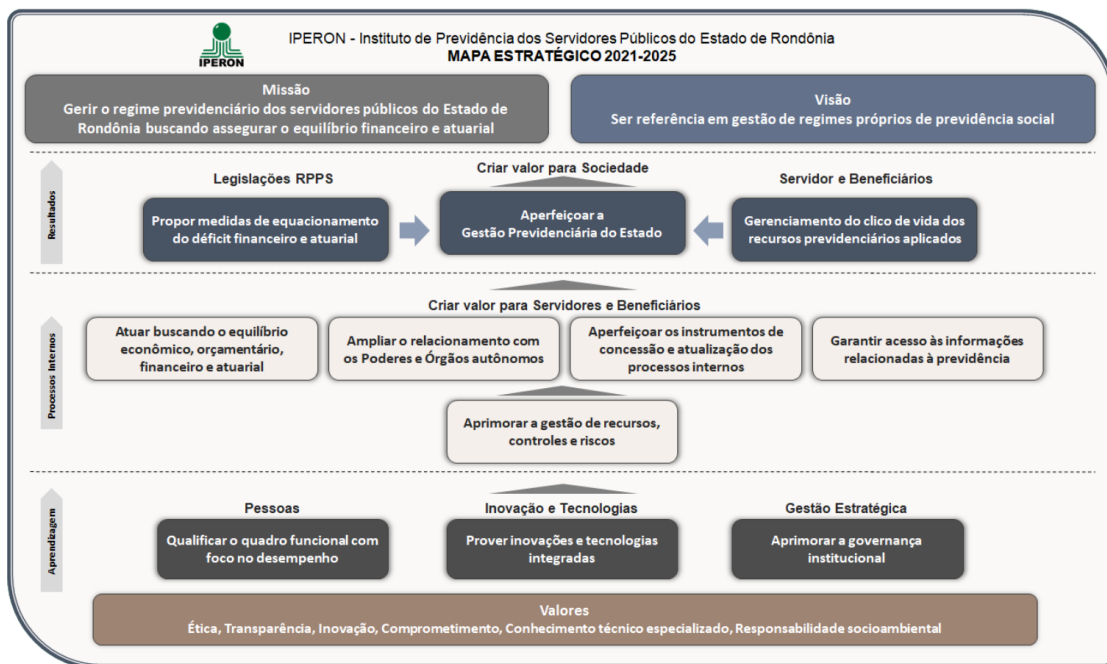 IPERON
IPERON - Instituto de Previdência dos Servidores Públicos do Estado de Rondônia
MAPA ESTRATÉGICO 2021-2025
Missão
Gerir o regime previdenciário dos servidores públicos do Estado de
Rondônia buscando assegurar o equilíbrio financeiro e atuarial
Visão
Ser referência em gestão de regimes próprios de previdência social
Resultados
Criar valor para Sociedade
Legislações RPPS
Servidor e Beneficiários
Propor medidas de equacionamento
do déficit financeiro e atuarial
Aperfeiçoar a
Gestão Previdenciária do Estado
Gerenciamento do clico de vida dos
recursos previdenciários aplicados
Processos Internos
Criar valor para Servidores e Beneficiários
Atuar buscando o equilíbrio
econômico, orçamentário,
financeiro e atuarial
Ampliar o relacionamento com
os Poderes e Órgãos autônomos
Aperfeiçoar os instrumentos de
concessão e atualização dos
processos internos
Garantir acesso às informações
relacionadas à previdência
Aprimorar a gestão de recursos,
controles e riscos
Aprendizagem
Pessoas
Inovação e Tecnologias
Gestão Estratégica
Qualificar o quadro funcional com
foco no desempenho
Prover inovações e tecnologias
integradas
Aprimorar a governança
institucional
Valores
Ética, Transparência, Inovação, Comprometimento, Conhecimento técnico especializado, Responsabilidade socioambiental